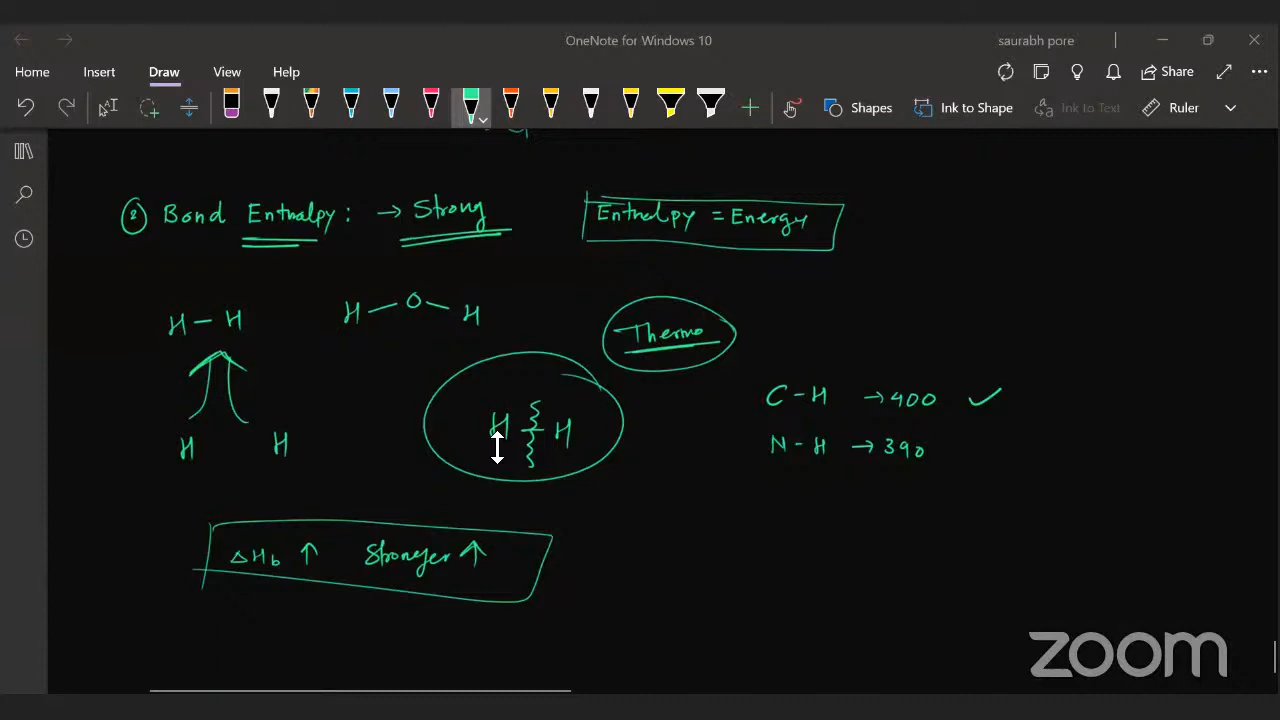 OneNote for Windows 10
saurabh pore
Home Insert Draw View Help
Share
Shapes Ink to Shape Ink to Text Ruler
② Bond Enthalpy: → Strong
Enthalpy = Energy
H - H
H - O - H
Thermo
H - H
C - H → 400 ✓
N - H → 390
H H
ΔHb ↑ Stronger ↑
zoom